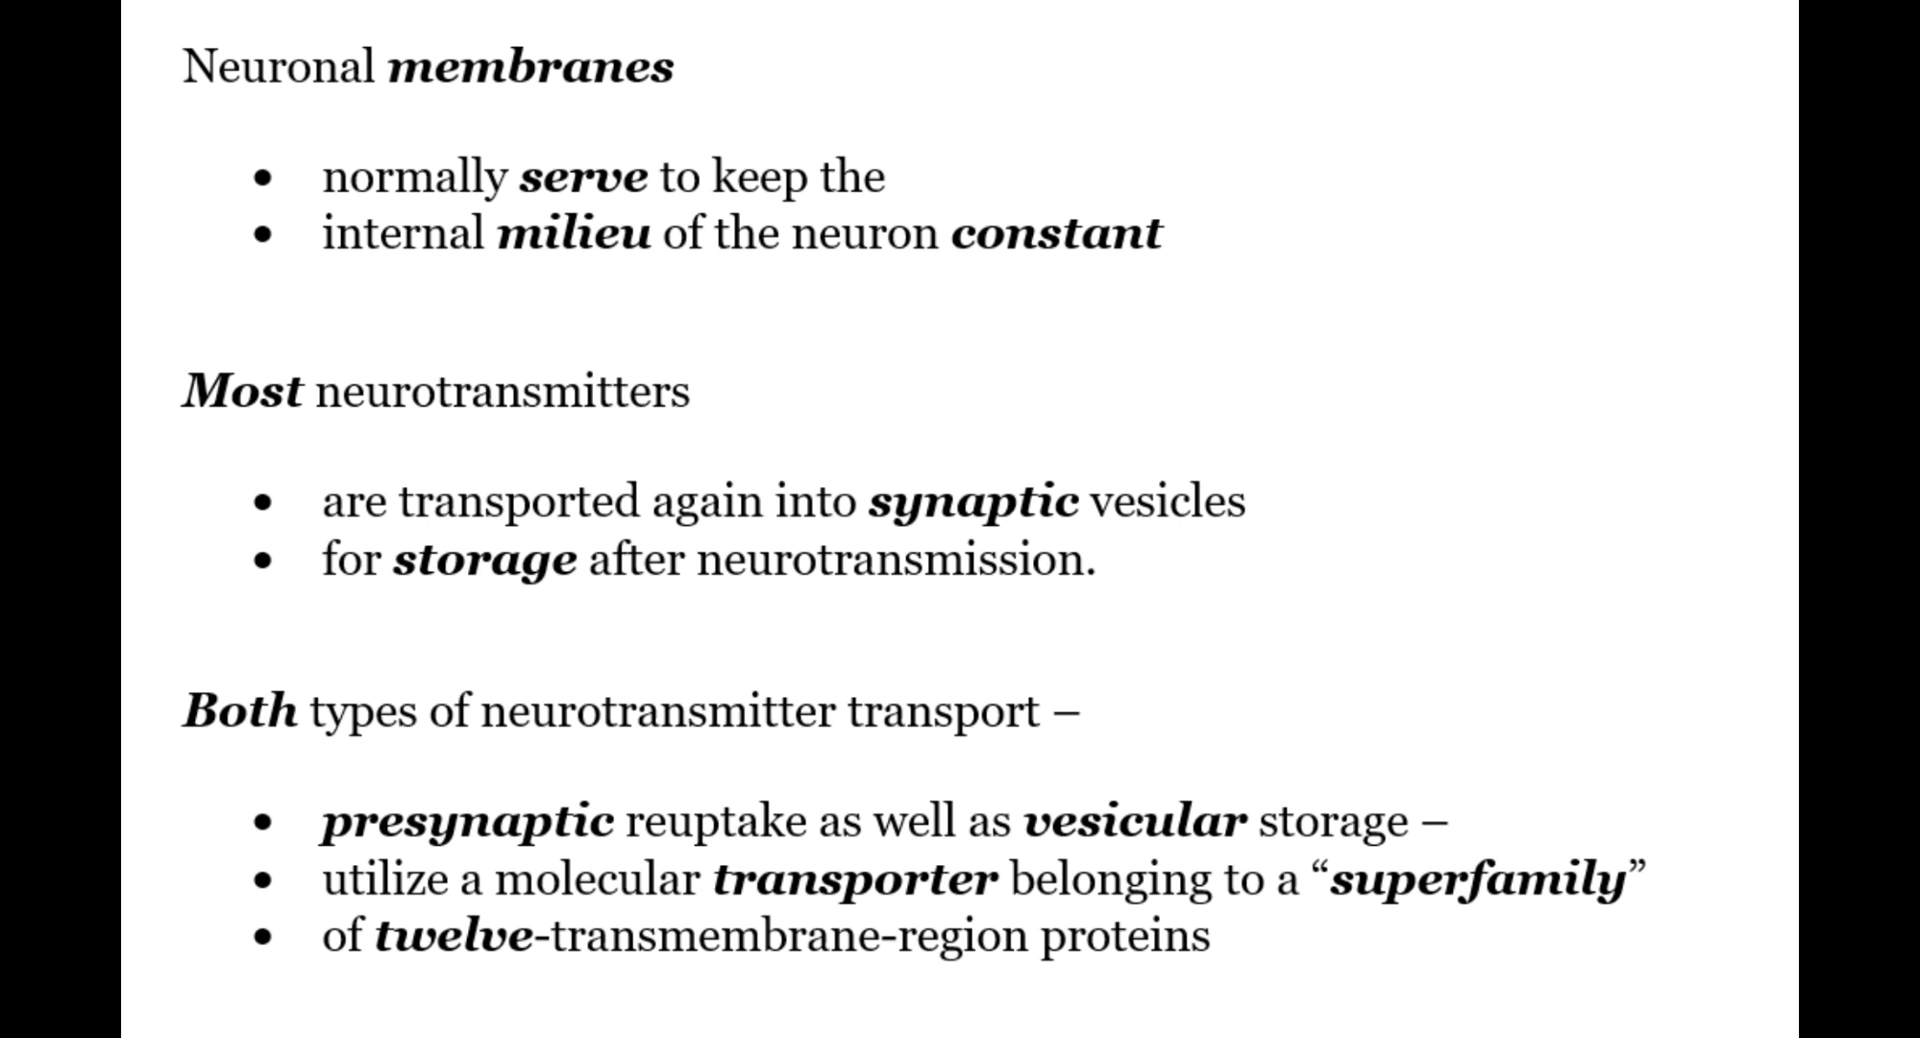 Neuronal membranes
• normally serve to keep the
• internal milieu of the neuron constant
Most neurotransmitters
• are transported again into synaptic vesicles
• for storage after neurotransmission.
Both types of neurotransmitter transport –
• presynaptic reuptake as well as vesicular storage –
• utilize a molecular transporter belonging to a “superfamily”
• of twelve-transmembrane-region proteins